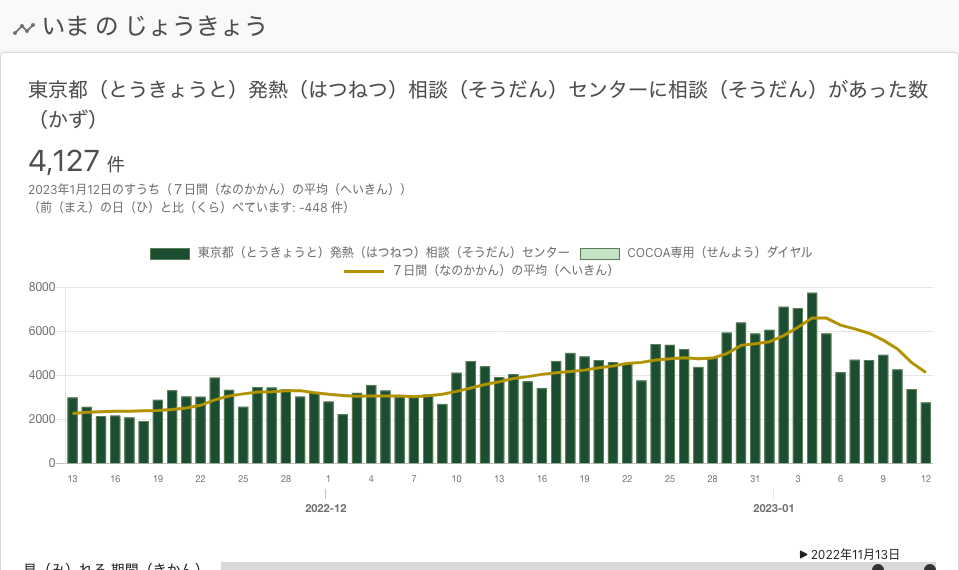 いま の じょうきょう
東京都（とうきょうと）発熱（はつねつ）相談（そうだん）センターに相談（そうだん）があった数
（かず）
4,127 件
2023年1月12日のすうち（７日間（なのかかん）の平均（へいきん））
（前（まえ）の日（ひ）と比（くら）べています: -448 件）
東京都（とうきょうと）発熱（はつねつ）相談（そうだん）センター COCOA専用（せんよう）ダイヤル
７日間（なのかかん）の平均（へいきん）
8000
6000
4000
2000
0
13 16 19 22 25 28 1 4 7 10 13 16 19 22 25 28 31 3 6 9 12
2022-12 2023-01
▶ 2022年11月13日
見（み）れる 期間（きかん）